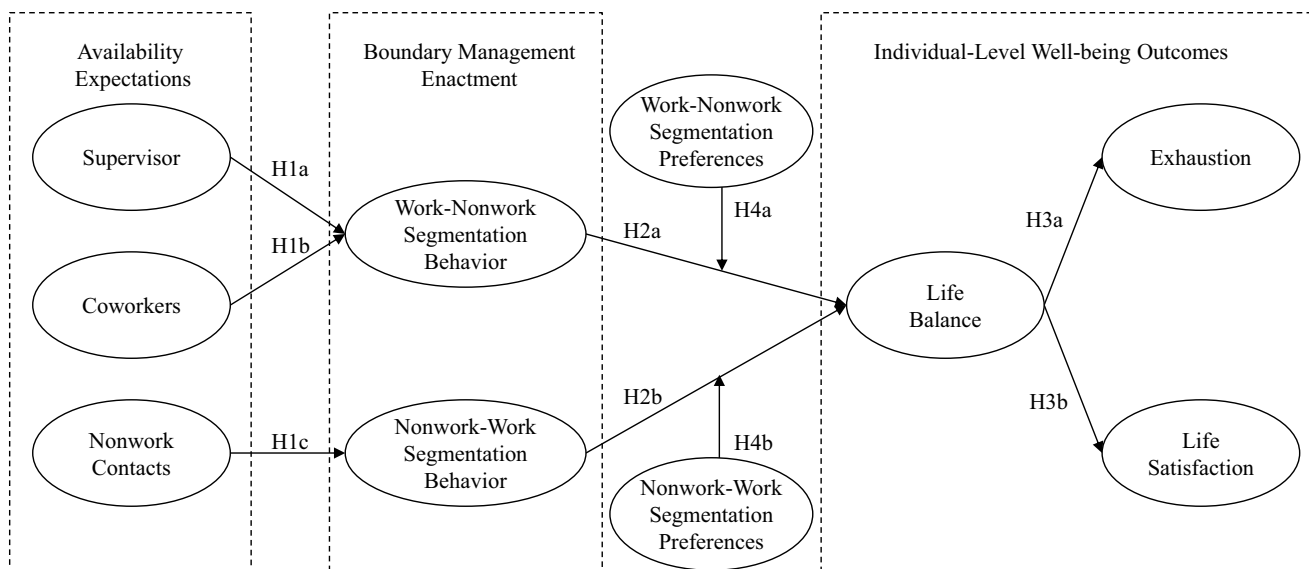 Availability
Expectations
Supervisor
Coworkers
Nonwork
Contacts
H1a
H1b
H1c
Boundary Management
Enactment
Work-Nonwork
Segmentation
Behavior
Nonwork-Work
Segmentation
Behavior
Work-Nonwork
Segmentation
Preferences
H4a
H2a
H2b
H4b
Nonwork-Work
Segmentation
Preferences
Individual-Level Well-being Outcomes
Life
Balance
H3a
H3b
Exhaustion
Life
Satisfaction